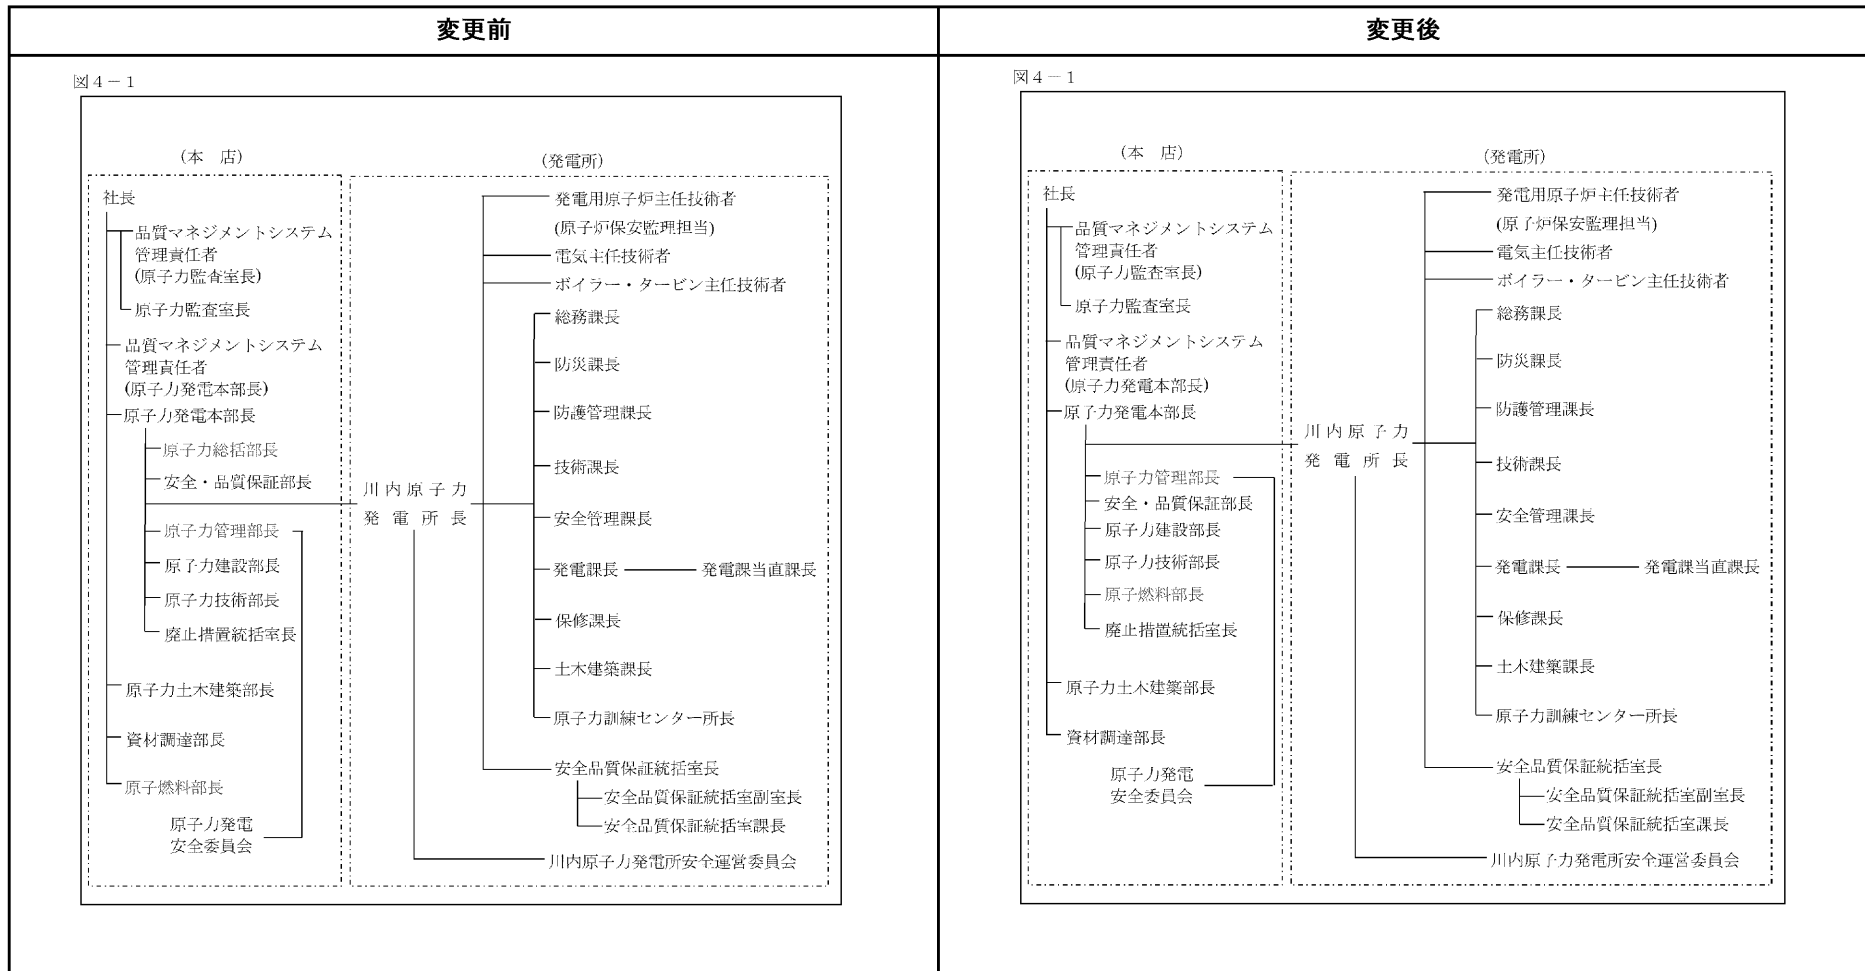 変更前
図4－1
（本　店）
社長
品質マネジメントシステム
管理責任者
(原子力監査室長)
原子力監査室長
品質マネジメントシステム
管理責任者
(原子力発電本部長)
原子力発電本部長
原子力総括部長
安全・品質保証部長
原子力管理部長
原子力建設部長
原子力技術部長
廃止措置統括室長
原子力土木建築部長
資材調達部長
原子燃料部長
原子力発電
安全委員会
（発電所）
川内原子力
発電所長
発電用原子炉主任技術者
(原子炉保安監理担当)
電気主任技術者
ボイラー・タービン主任技術者
総務課長
防災課長
防護管理課長
技術課長
安全管理課長
発電課長 発電課当直課長
保修課長
土木建築課長
原子力訓練センター所長
安全品質保証統括室長
安全品質保証統括室副室長
安全品質保証統括室課長
川内原子力発電所安全運営委員会
変更後
図4－1
（本　店）
社長
品質マネジメントシステム
管理責任者
(原子力監査室長)
原子力監査室長
品質マネジメントシステム
管理責任者
(原子力発電本部長)
原子力発電本部長
原子力管理部長
安全・品質保証部長
原子力建設部長
原子力技術部長
原子燃料部長
廃止措置統括室長
原子力土木建築部長
資材調達部長
原子力発電
安全委員会
（発電所）
川内原子力
発電所長
発電用原子炉主任技術者
(原子炉保安監理担当)
電気主任技術者
ボイラー・タービン主任技術者
総務課長
防災課長
防護管理課長
技術課長
安全管理課長
発電課長 発電課当直課長
保修課長
土木建築課長
原子力訓練センター所長
安全品質保証統括室長
安全品質保証統括室副室長
安全品質保証統括室課長
川内原子力発電所安全運営委員会